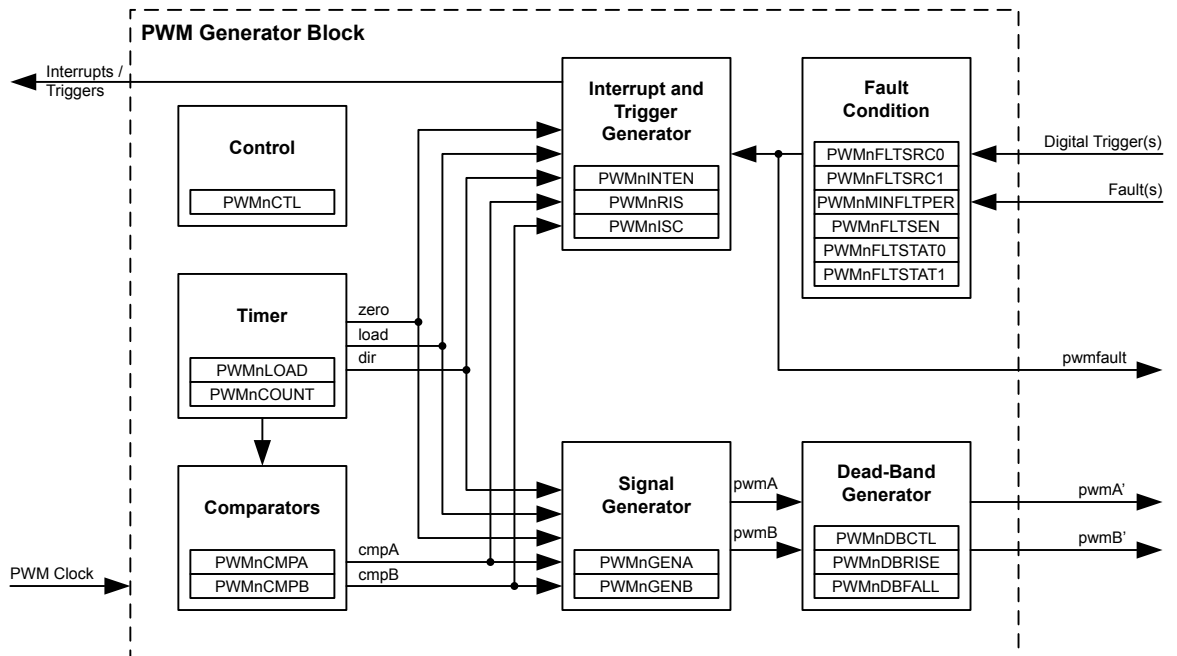 PWM Generator Block
Interrupts /
Triggers
Control
PWMnCTL
Interrupt and
Trigger
Generator
PWMnINTEN
PWMnRIS
PWMnISC
Fault
Condition
PWMnFLTSRC0
PWMnFLTSRC1
PWMnMINFLTPER
PWMnFLTSEN
PWMnFLTSTAT0
PWMnFLTSTAT1
Digital Trigger(s)
Fault(s)
Timer
PWMnLOAD
PWMnCOUNT
zero
load
dir
pwmfault
Comparators
PWMnCMPA
PWMnCMPB
cmpA
cmpB
PWM Clock
Signal
Generator
PWMnGENA
PWMnGENB
pwmA
pwmB
Dead-Band
Generator
PWMnDBCTL
PWMnDBRISE
PWMnDBFALL
pwmA’
pwmB’